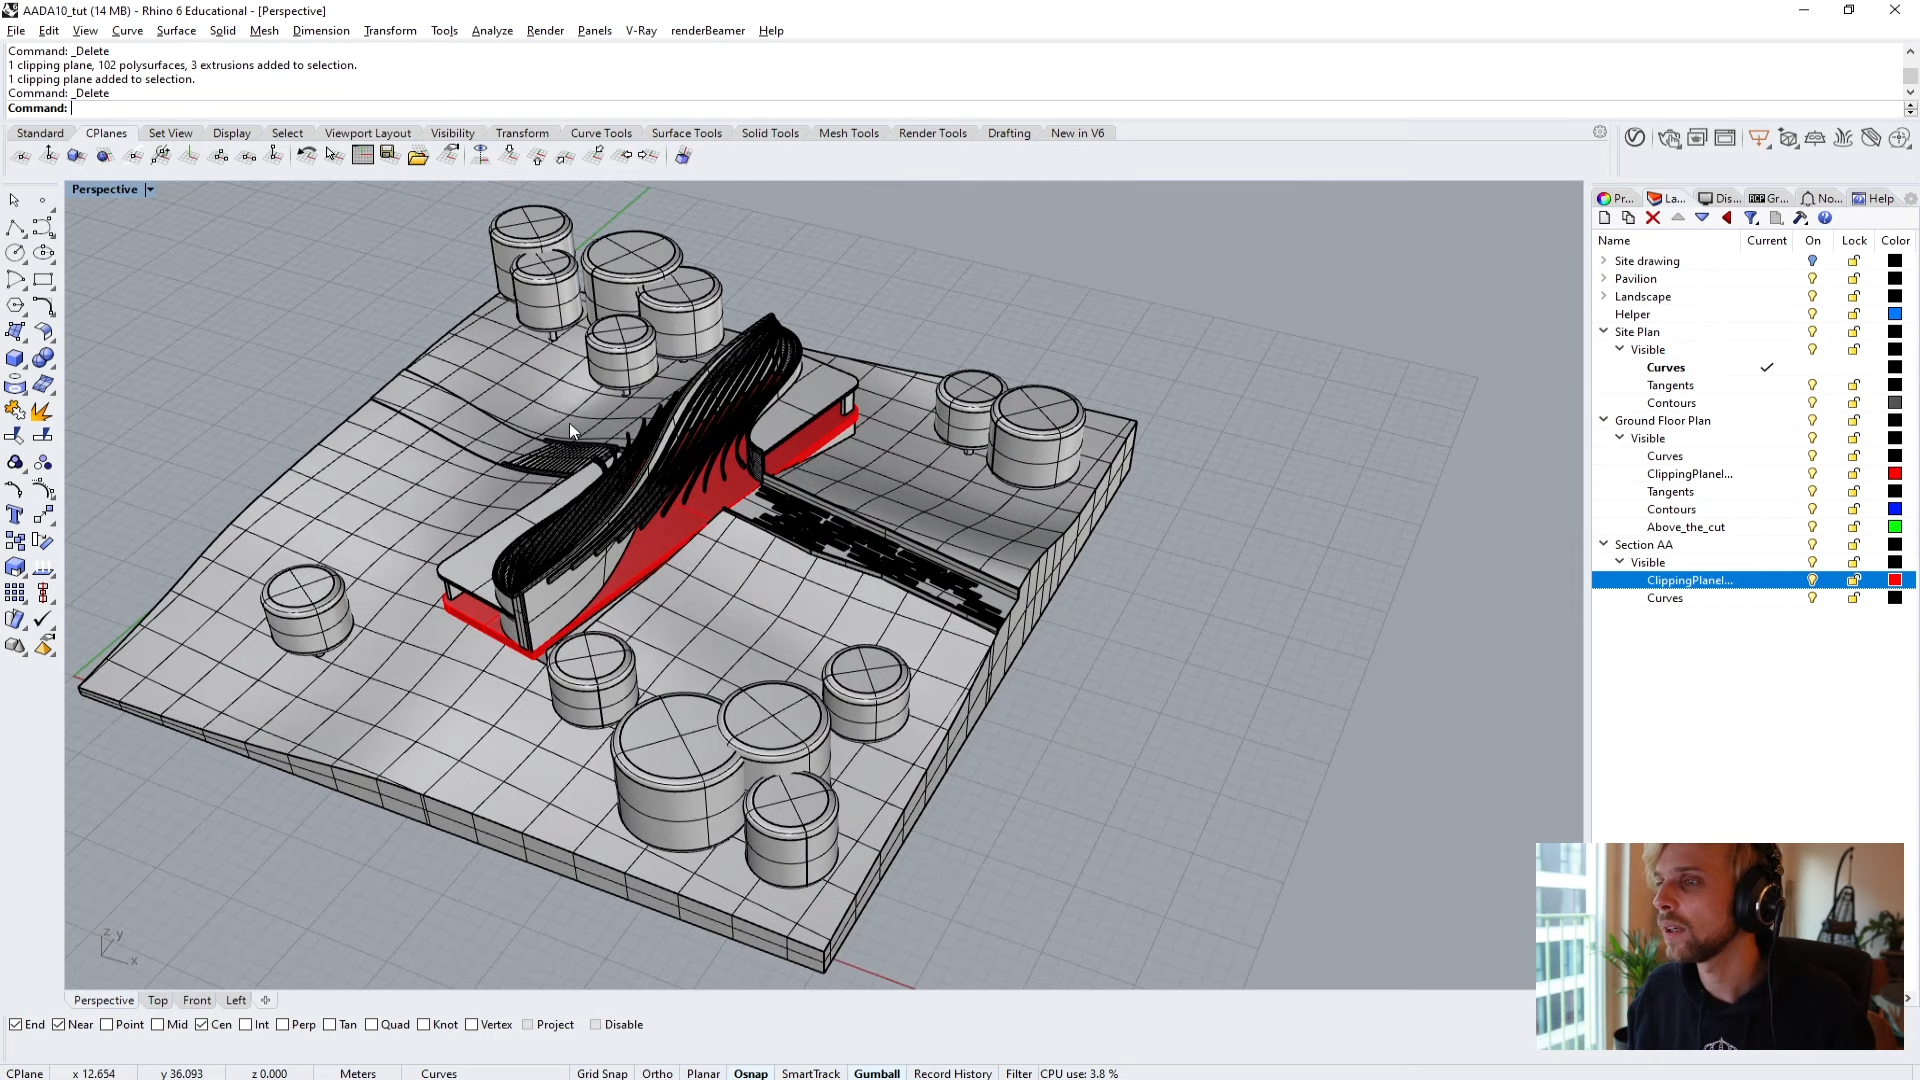 AADA10_tut (14 MB) - Rhino 6 Educational - [Perspective]
File Edit View Curve Surface Solid Mesh Dimension Transform Tools Analyze Render Panels V-Ray renderBeamer Help
Command: _Delete
1 clipping plane, 102 polysurfaces, 3 extrusions added to selection.
1 clipping plane added to selection.
Command: _Delete
Command:
Standard CPlanes Set View Display Select Viewport Layout Visibility Transform Curve Tools Surface Tools Solid Tools Mesh Tools Render Tools Drafting New in V6
Perspective
Pr... La... Dis... RCP Gr... No... Help
Name Current On Lock Color
Site drawing
Pavilion
Landscape
Helper
Site Plan
Visible
Curves
Tangents
Contours
Ground Floor Plan
Visible
Curves
ClippingPlanel...
Tangents
Contours
Above_the_cut
Section AA
Visible
ClippingPlanel...
Curves
z y
x
Perspective Top Front Left
End Near Point Mid Cen Int Perp Tan Quad Knot Vertex Project Disable
CPlane x 12.654 y 36.093 z 0.000 Meters Curves Grid Snap Ortho Planar Osnap SmartTrack Gumball Record History Filter CPU use: 3.8 %